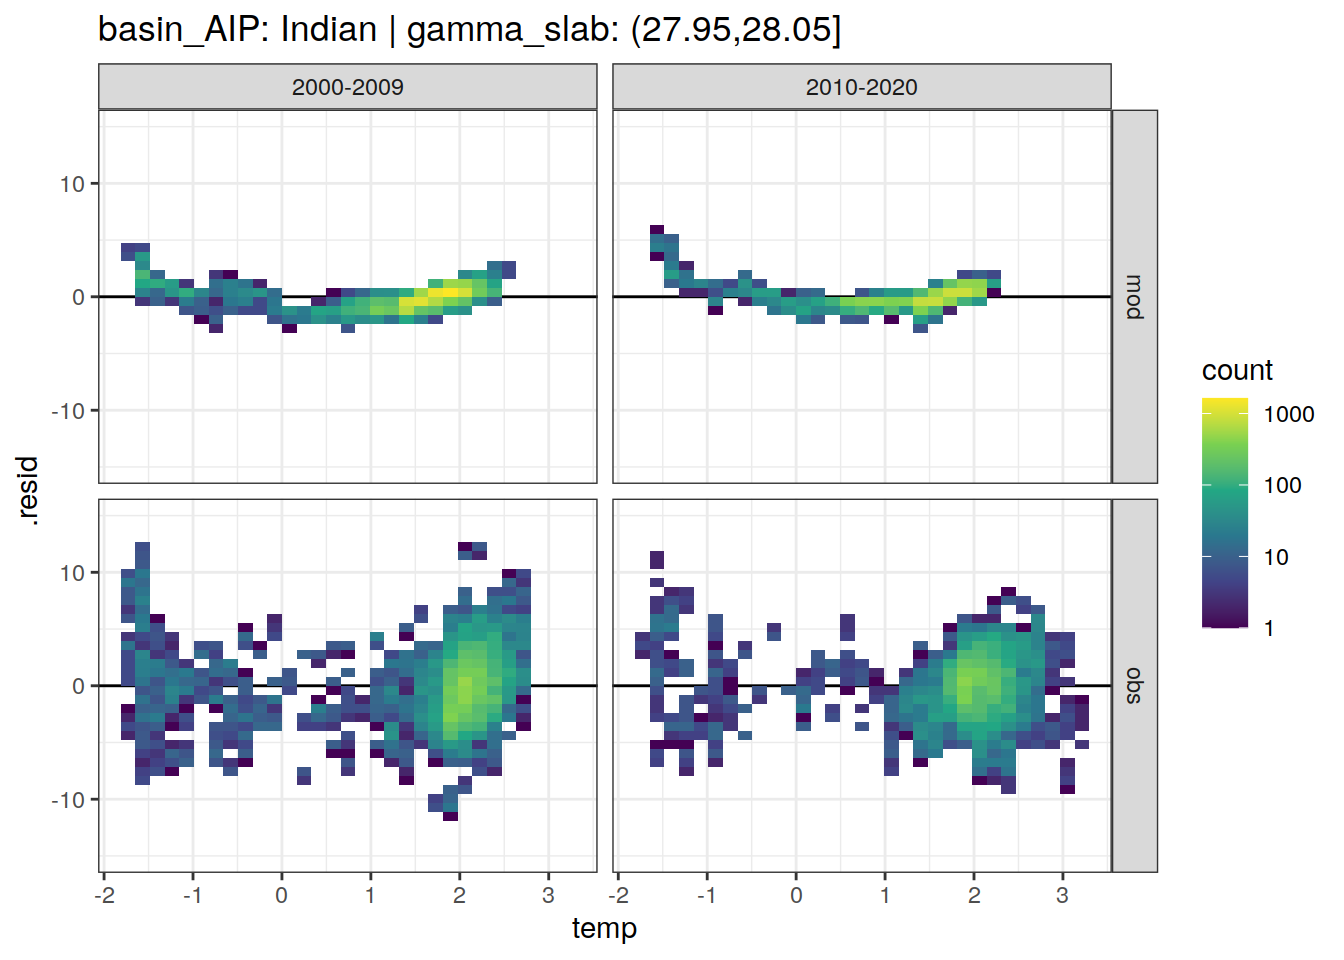 basin_AIP: Indian | gamma_slab: (27.95,28.05]
2000-2009 2010-2020
10
0
-10
mod
10
0
-10
obs
.resid
-2 -1 0 1 2 3 -2 -1 0 1 2 3
temp
count
1000
100
10
1